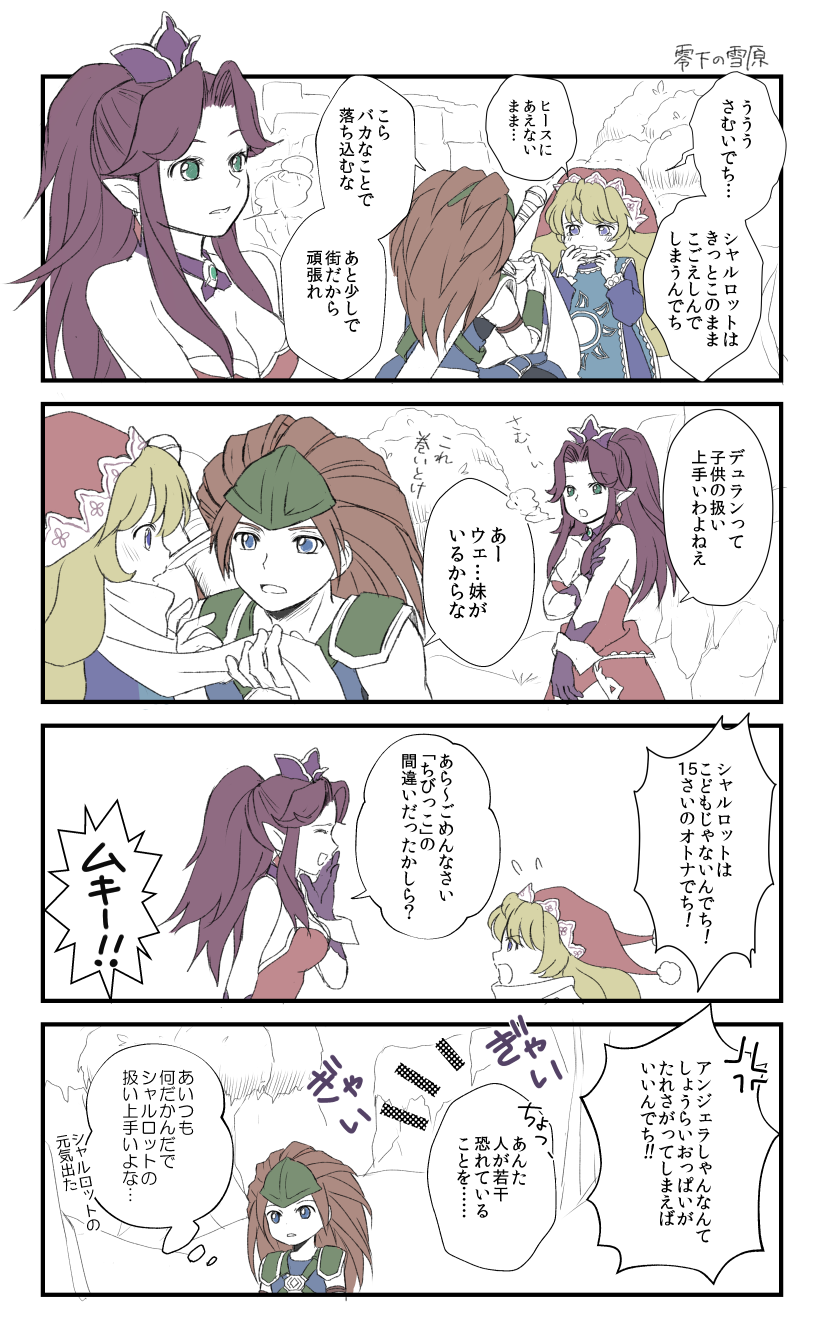 零下の雪原
ううう
さむいでち…
シャルロットは
きっとこのまま
こごえしんで
しまうんでち
ヒースに
あえない
まま…
こら
バカなことで
落ち込むな
あと少しで
街だから
頑張れ
デュランって
子供の扱い
上手いわよねえ
さむーい
あー
ウェ…妹が
いるからな
これ
巻いとけ
シャルロットは
こどもじゃないんでち!
15さいのオトナでち!
あら～ごめんなさい
「ちびっこ」の
間違いだったかしら?
ムキー!!
アンジェラしゃんなんて
しょうらいおっぱいが
たれさがってしまえば
いいんでち!!
ちょっ、
あんた
人が若干
恐れている
ことを……
ぎゃい
ぎゃい
あいつも
何だかんだで
シャルロットの
扱い上手いよな…
シャルロットの
元気出た